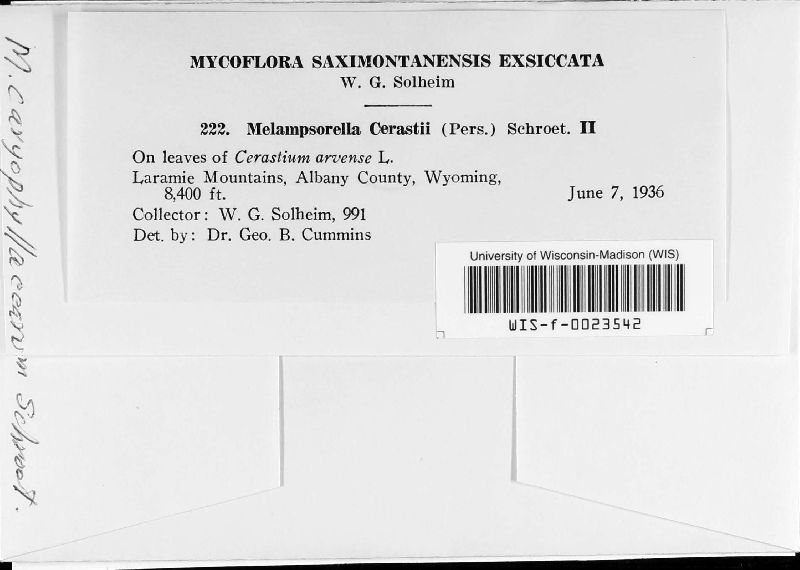 MYCOFLORA SAXIMONTANENSIS EXSICCATA
W. G. Solheim
222. Melampsorella Cerastii (Pers.) Schroet. II
On leaves of Cerastium arvense L.
Laramie Mountains, Albany County, Wyoming,
8,400 ft. June 7, 1936
Collector: W. G. Solheim, 991
Det. by: Dr. Geo. B. Cummins
University of Wisconsin-Madison (WIS)
WIS-f-0023542
M. caryophyllacearum Schroet.